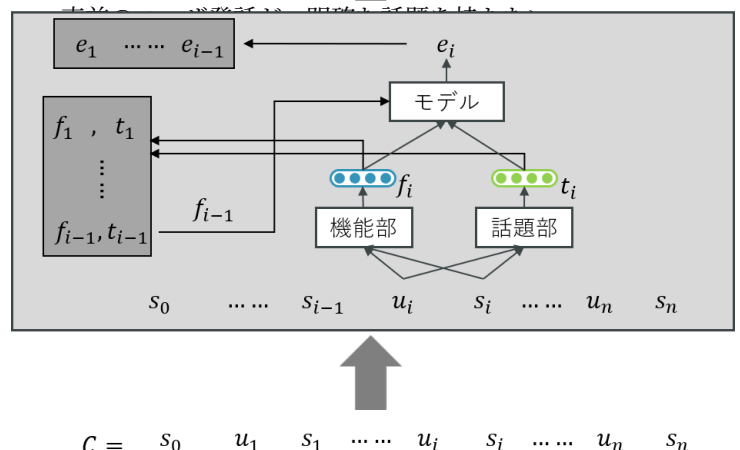 e₁ …… eᵢ₋₁ eᵢ
モデル
f₁ , t₁
⋮
⋮
fᵢ₋₁ fᵢ tᵢ
fᵢ₋₁, tᵢ₋₁
機能部 話題部
s₀ …… sᵢ₋₁ uᵢ sᵢ …… uₙ sₙ
C = s₀ u₁ s₁ …… uᵢ sᵢ …… uₙ sₙ